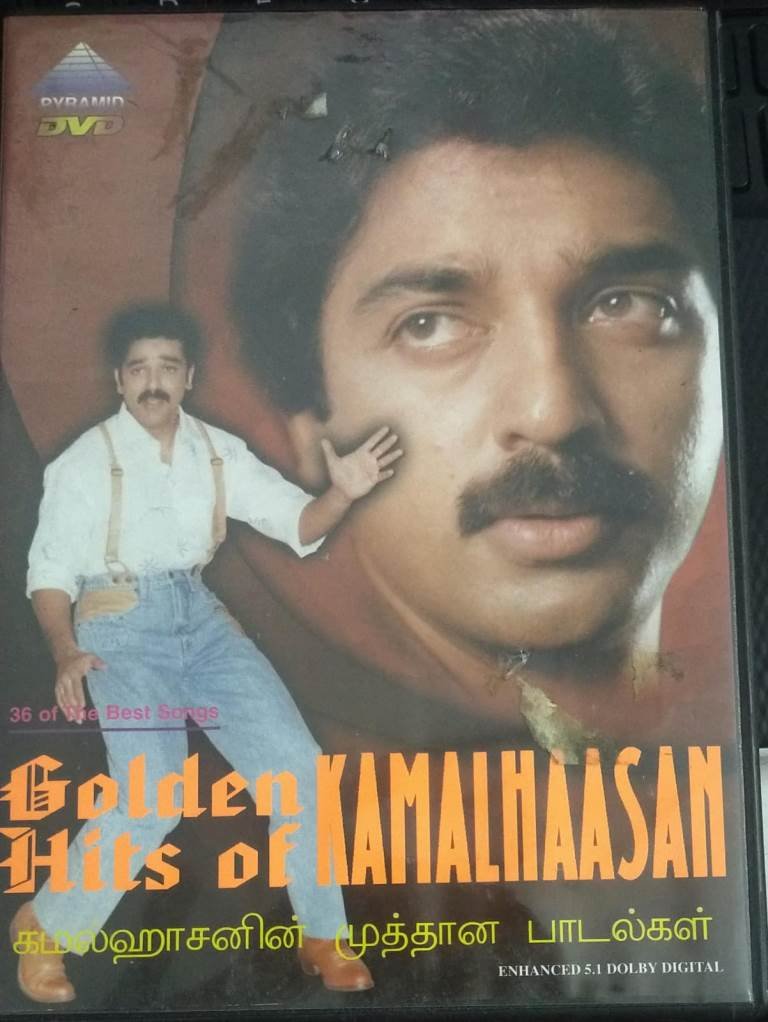 PYRAMID
DVD
36 of The Best Songs
Golden
Hits of KAMALHAASAN
கமல்ஹாசனின் முத்தான பாடல்கள்
ENHANCED 5.1 DOLBY DIGITAL